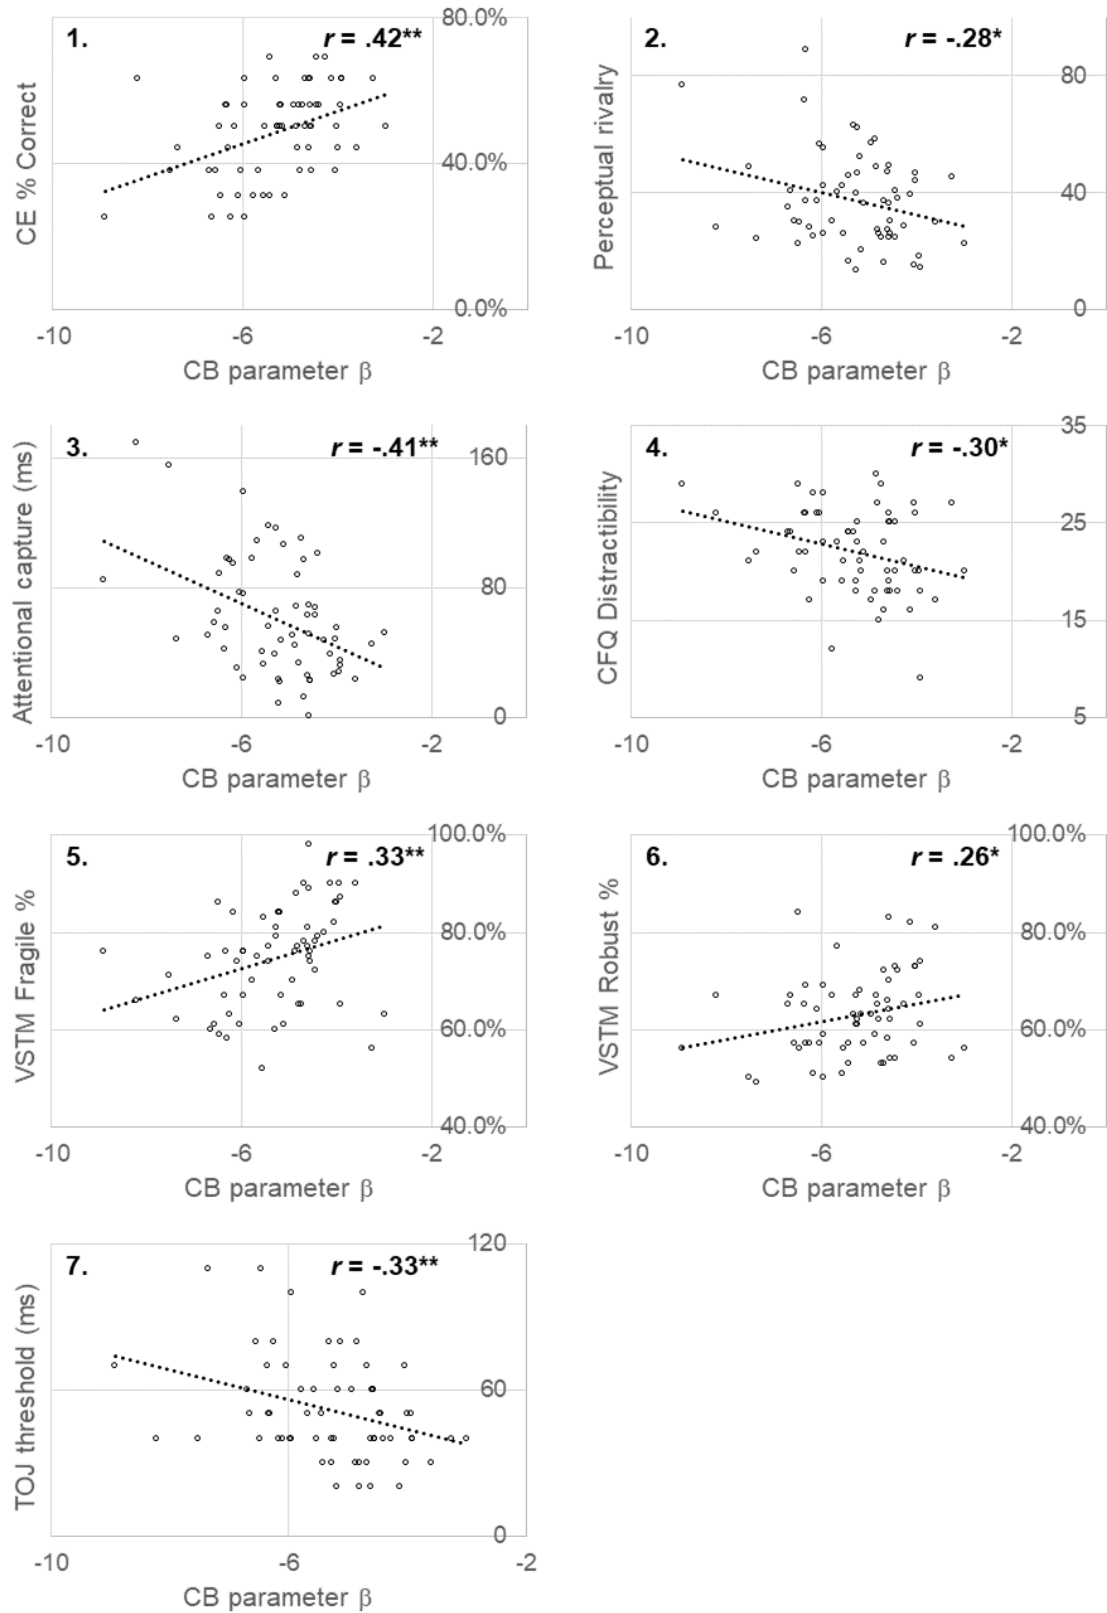 1.
r = .42**
80.0%
40.0%
0.0%
CE % Correct
-10
-6
-2
CB parameter β
2.
r = -.28*
80
40
0
Perceptual rivalry
-10
-6
-2
CB parameter β
3.
r = -.41**
160
80
0
Attentional capture (ms)
-10
-6
-2
CB parameter β
4.
r = -.30*
35
25
15
5
CFQ Distractibility
-10
-6
-2
CB parameter β
5.
r = .33**
100.0%
80.0%
60.0%
40.0%
VSTM Fragile %
-10
-6
-2
CB parameter β
6.
r = .26*
100.0%
80.0%
60.0%
40.0%
VSTM Robust %
-10
-6
-2
CB parameter β
7.
r = -.33**
120
60
0
TOJ threshold (ms)
-10
-6
-2
CB parameter β